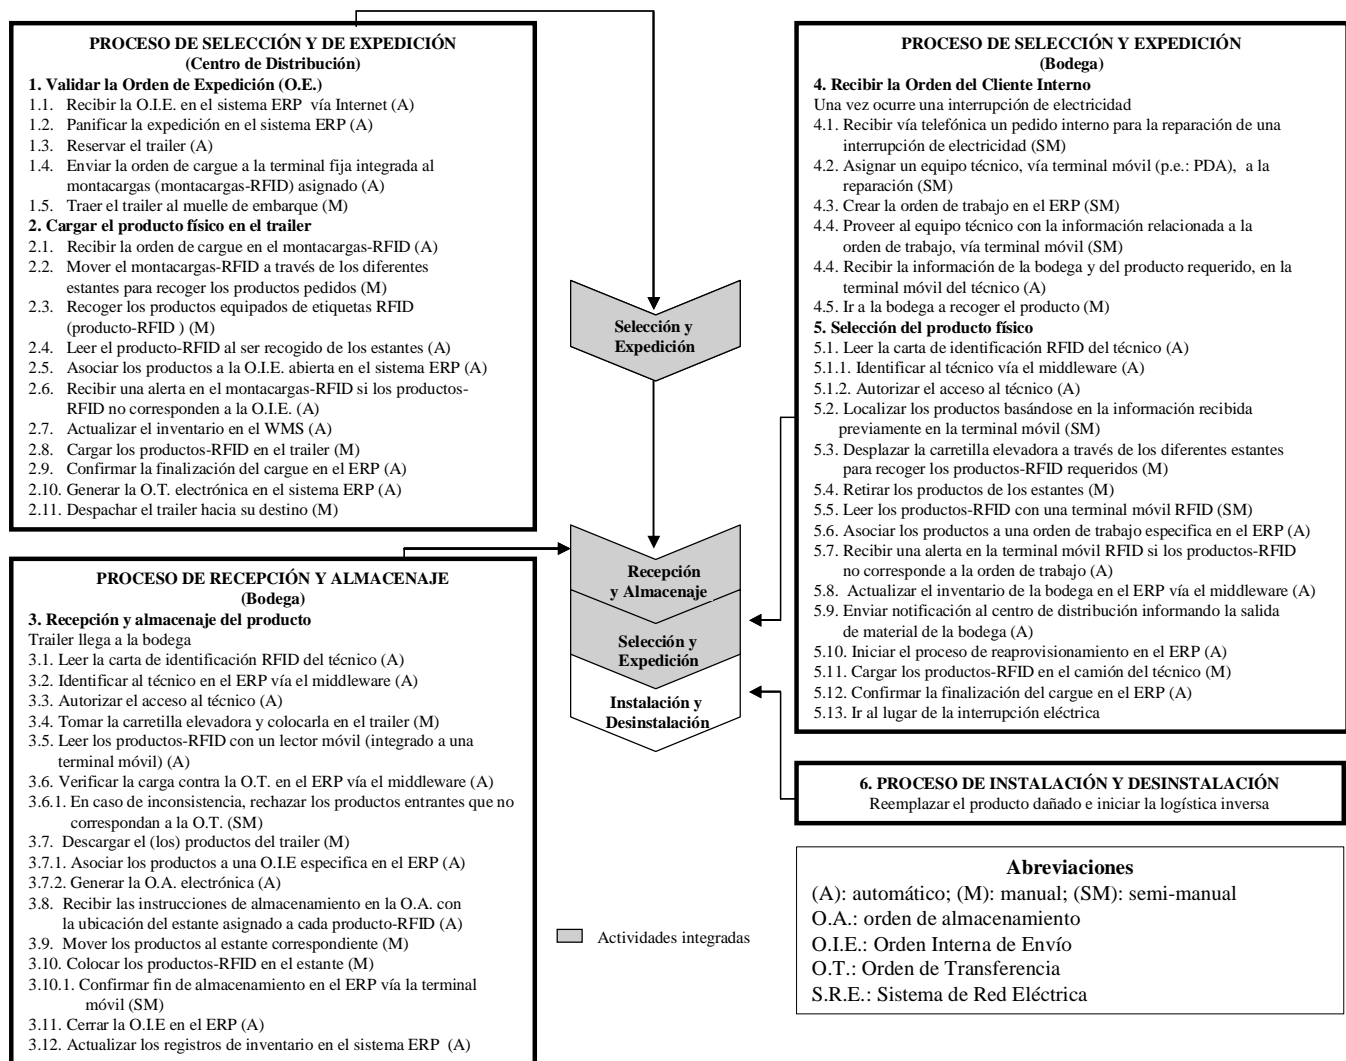 PROCESO DE SELECCIÓN Y DE EXPEDICIÓN
(Centro de Distribución)
1. Validar la Orden de Expedición (O.E.)
1.1. Recibir la O.I.E. en el sistema ERP vía Internet (A)
1.2. Panificar la expedición en el sistema ERP (A)
1.3. Reservar el trailer (A)
1.4. Enviar la orden de cargue a la terminal fija integrada al
montacargas (montacargas-RFID) asignado (A)
1.5. Traer el trailer al muelle de embarque (M)
2. Cargar el producto físico en el trailer
2.1. Recibir la orden de cargue en el montacargas-RFID (A)
2.2. Mover el montacargas-RFID a través de los diferentes
estantes para recoger los productos pedidos (M)
2.3. Recoger los productos equipados de etiquetas RFID
(producto-RFID ) (M)
2.4. Leer el producto-RFID al ser recogido de los estantes (A)
2.5. Asociar los productos a la O.I.E. abierta en el sistema ERP (A)
2.6. Recibir una alerta en el montacargas-RFID si los productos-
RFID no corresponden a la O.I.E. (A)
2.7. Actualizar el inventario en el WMS (A)
2.8. Cargar los productos-RFID en el trailer (M)
2.9. Confirmar la finalización del cargue en el ERP (A)
2.10. Generar la O.T. electrónica en el sistema ERP (A)
2.11. Despachar el trailer hacia su destino (M)
PROCESO DE RECEPCIÓN Y ALMACENAJE
(Bodega)
3. Recepción y almacenaje del producto
Trailer llega a la bodega
3.1. Leer la carta de identificación RFID del técnico (A)
3.2. Identificar al técnico en el ERP vía el middleware (A)
3.3. Autorizar el acceso al técnico (A)
3.4. Tomar la carretilla elevadora y colocarla en el trailer (M)
3.5. Leer los productos-RFID con un lector móvil (integrado a una
terminal móvil) (A)
3.6. Verificar la carga contra la O.T. en el ERP vía el middleware (A)
3.6.1. En caso de inconsistencia, rechazar los productos entrantes que no
correspondan a la O.T. (SM)
3.7. Descargar el (los) productos del trailer (M)
3.7.1. Asociar los productos a una O.I.E especifica en el ERP (A)
3.7.2. Generar la O.A. electrónica (A)
3.8. Recibir las instrucciones de almacenamiento en la O.A. con
la ubicación del estante asignado a cada producto-RFID (A)
3.9. Mover los productos al estante correspondiente (M)
3.10. Colocar los productos-RFID en el estante (M)
3.10.1. Confirmar fin de almacenamiento en el ERP vía la terminal
móvil (SM)
3.11. Cerrar la O.I.E en el ERP (A)
3.12. Actualizar los registros de inventario en el sistema ERP (A)
Selección y
Expedición
Recepción
y Almacenaje
Selección y
Expedición
Instalación y
Desinstalación
Actividades integradas
PROCESO DE SELECCIÓN Y EXPEDICIÓN
(Bodega)
4. Recibir la Orden del Cliente Interno
Una vez ocurre una interrupción de electricidad
4.1. Recibir vía telefónica un pedido interno para la reparación de una
interrupción de electricidad (SM)
4.2. Asignar un equipo técnico, vía terminal móvil (p.e.: PDA), a la
reparación (SM)
4.3. Crear la orden de trabajo en el ERP (SM)
4.4. Proveer al equipo técnico con la información relacionada a la
orden de trabajo, vía terminal móvil (SM)
4.4. Recibir la información de la bodega y del producto requerido, en la
terminal móvil del técnico (A)
4.5. Ir a la bodega a recoger el producto (M)
5. Selección del producto físico
5.1. Leer la carta de identificación RFID del técnico (A)
5.1.1. Identificar al técnico vía el middleware (A)
5.1.2. Autorizar el acceso al técnico (A)
5.2. Localizar los productos basándose en la información recibida
previamente en la terminal móvil (SM)
5.3. Desplazar la carretilla elevadora a través de los diferentes estantes
para recoger los productos-RFID requeridos (M)
5.4. Retirar los productos de los estantes (M)
5.5. Leer los productos-RFID con una terminal móvil RFID (SM)
5.6. Asociar los productos a una orden de trabajo especifica en el ERP (A)
5.7. Recibir una alerta en la terminal móvil RFID si los productos-RFID
no corresponde a la orden de trabajo (A)
5.8. Actualizar el inventario de la bodega en el ERP vía el middleware (A)
5.9. Enviar notificación al centro de distribución informando la salida
de material de la bodega (A)
5.10. Iniciar el proceso de reaprovisionamiento en el ERP (A)
5.11. Cargar los productos-RFID en el camión del técnico (M)
5.12. Confirmar la finalización del cargue en el ERP (A)
5.13. Ir al lugar de la interrupción eléctrica
6. PROCESO DE INSTALACIÓN Y DESINSTALACIÓN
Reemplazar el producto dañado e iniciar la logística inversa
Abreviaciones
(A): automático; (M): manual; (SM): semi-manual
O.A.: orden de almacenamiento
O.I.E.: Orden Interna de Envío
O.T.: Orden de Transferencia
S.R.E.: Sistema de Red Eléctrica